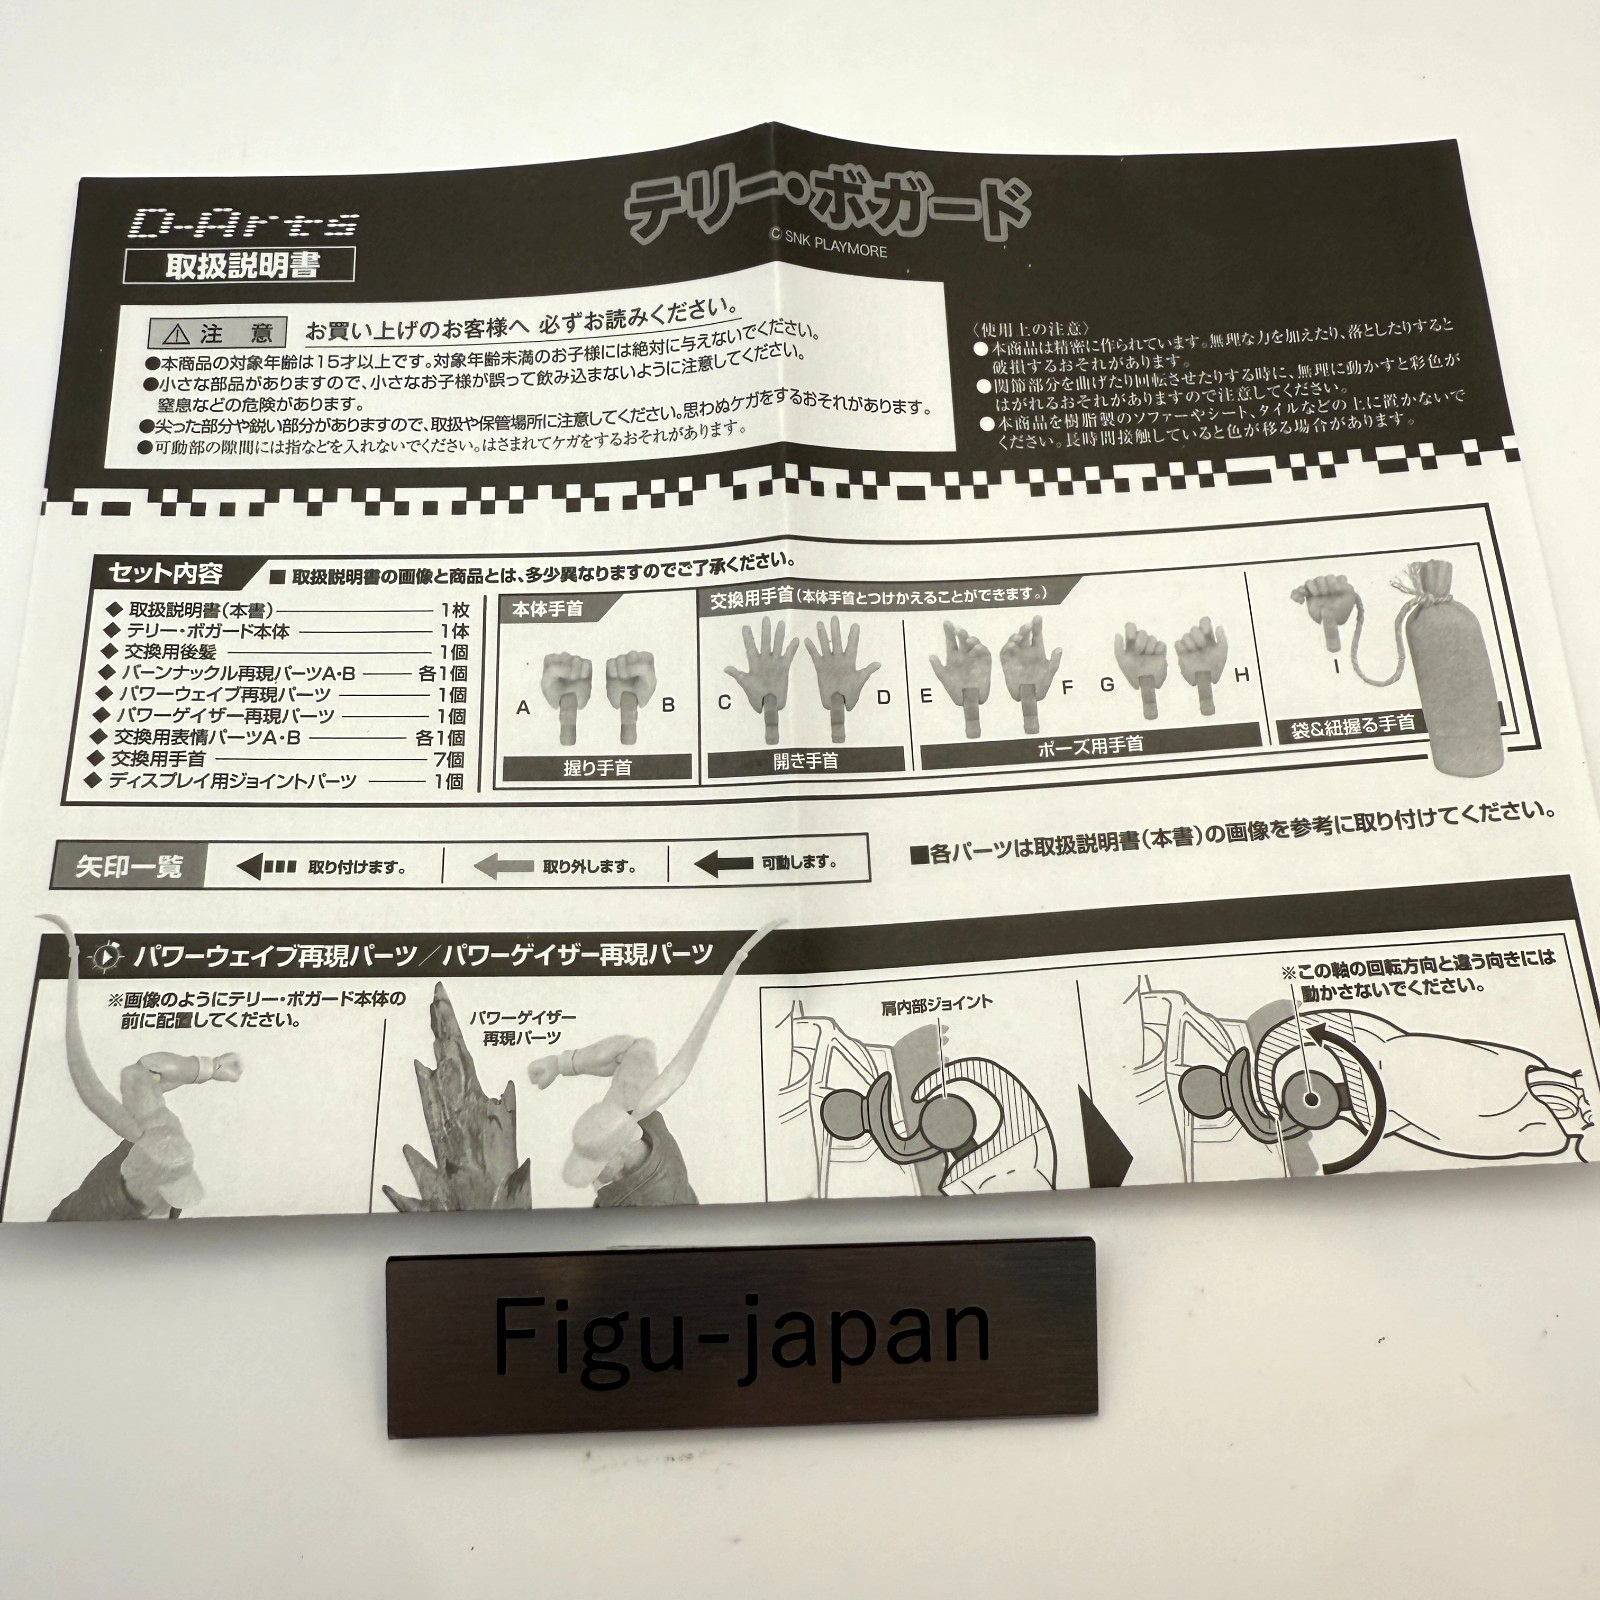 D-Arts
取扱説明書
テリー・ボガード
© SNK PLAYMORE
注 意 お買い上げのお客様へ 必ずお読みください。
●本商品の対象年齢は15才以上です。対象年齢未満のお子様には絶対に与えないでください。
●小さな部品がありますので、小さなお子様が誤って飲み込まないように注意してください。
窒息などの危険があります。
●尖った部分や鋭い部分がありますので、取扱や保管場所に注意してください。思わぬケガをするおそれがあります。
●可動部の隙間には指などを入れないでください。はさまれてケガをするおそれがあります。
〈使用上の注意〉
●本商品は精密に作られています。無理な力を加えたり、落としたりすると
破損するおそれがあります。
●関節部分を曲げたり回転させたりする時に、無理に動かすと彩色が
はがれるおそれがありますので注意してください。
●本商品を樹脂製のソファーやシート、タイルなどの上に置かないで
ください。長時間接触していると色が移る場合があります。
セット内容
■ 取扱説明書の画像と商品とは、多少異なりますのでご了承ください。
◆ 取扱説明書(本書) 1枚
◆ テリー・ボガード本体 1体
◆ 交換用後髪 1個
◆ バーンナックル再現パーツA・B 各1個
◆ パワーウェイブ再現パーツ 1個
◆ パワーゲイザー再現パーツ 1個
◆ 交換用表情パーツA・B 各1個
◆ 交換用手首 7個
◆ ディスプレイ用ジョイントパーツ 1個
本体手首
A
B
握り手首
交換用手首(本体手首とつけかえることができます。)
C
D
開き手首
E
F
G
H
ポーズ用手首
I
袋&紐握る手首
矢印一覧
取り付けます。
取り外します。
可動します。
■各パーツは取扱説明書(本書)の画像を参考に取り付けてください。
パワーウェイブ再現パーツ/パワーゲイザー再現パーツ
※画像のようにテリー・ボガード本体の
前に配置してください。
パワーゲイザー
再現パーツ
肩内部ジョイント
※この軸の回転方向と違う向きには
動かさないでください。
Figu-japan